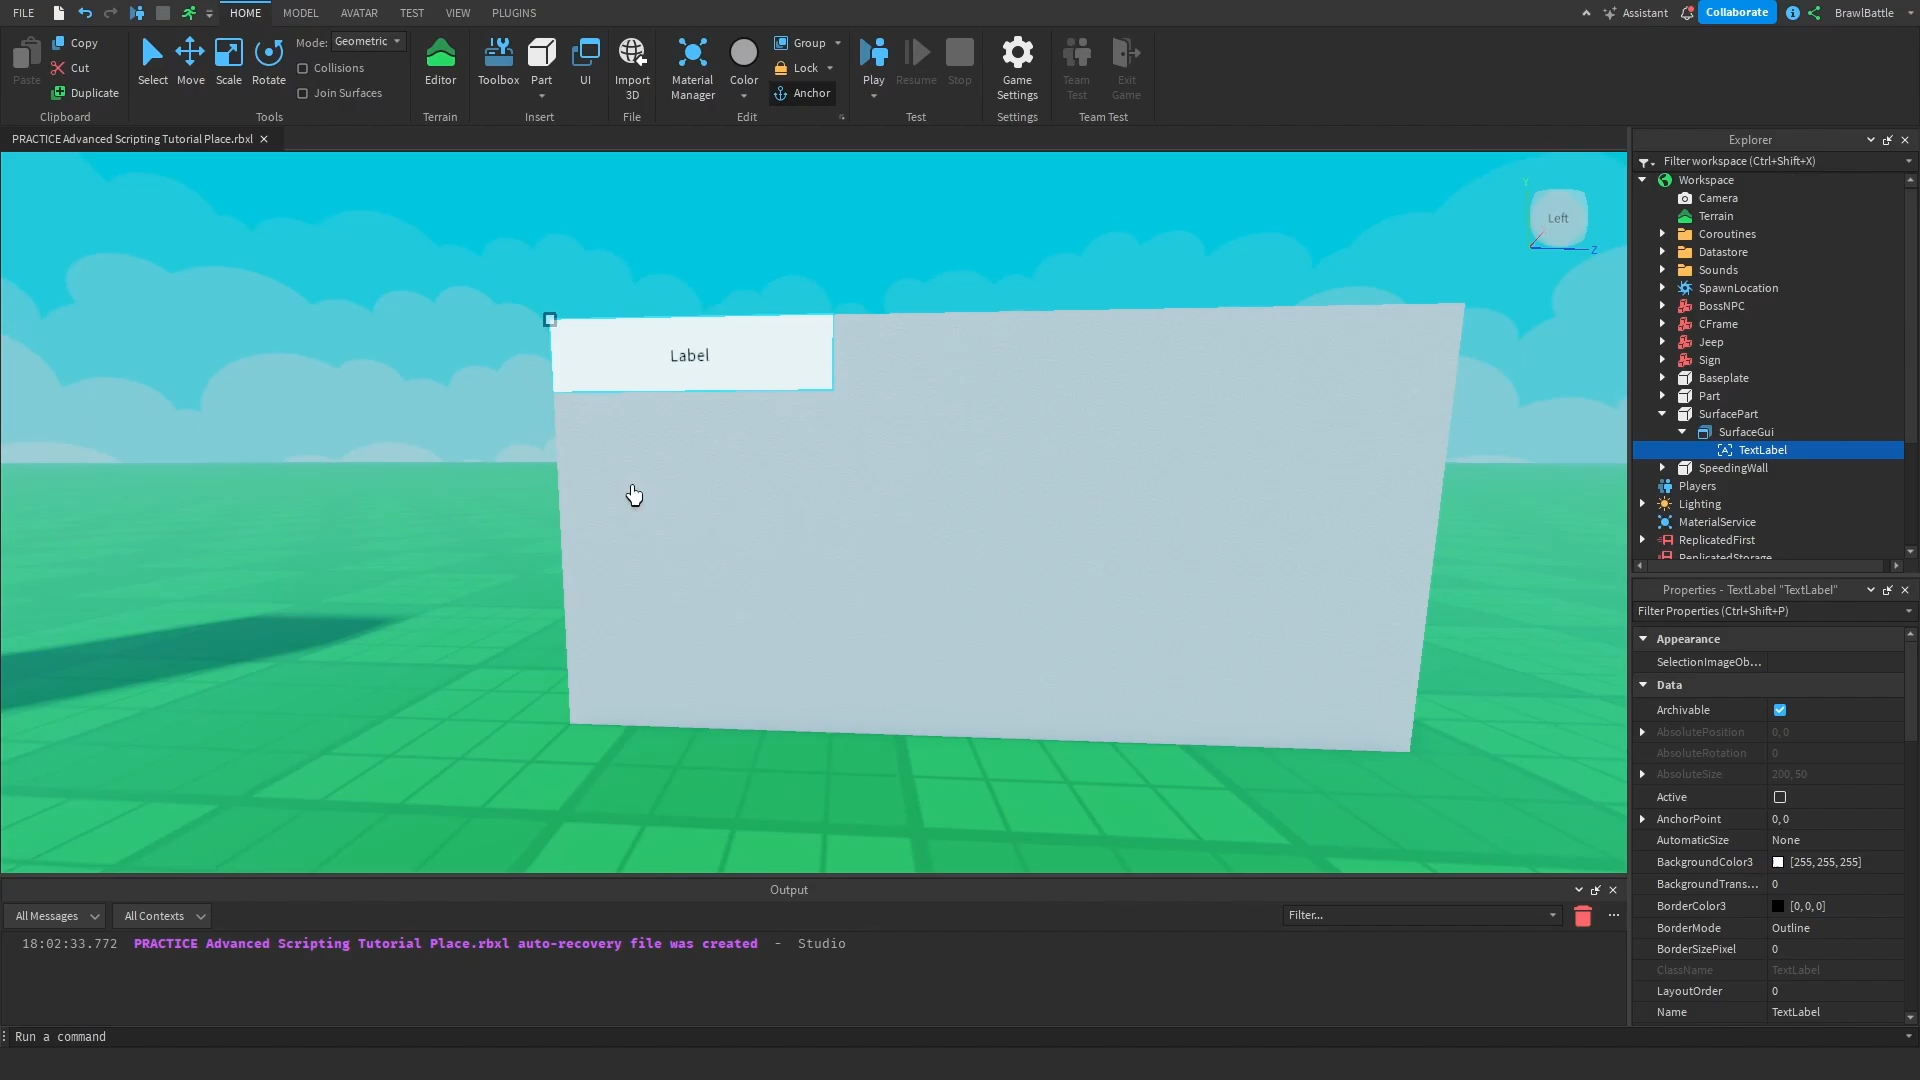 FILE HOME MODEL AVATAR TEST VIEW PLUGINS Assistant Collaborate BrawlBattle
Paste Copy Cut Duplicate Clipboard
Select Move Scale Rotate Mode: Geometric Collisions Join Surfaces Tools
Editor Terrain
Toolbox Part UI Insert
Import 3D File
Material Manager Color Group Lock Anchor Edit
Play Resume Stop Test
Game Settings Settings
Team Test Exit Game Team Test
PRACTICE Advanced Scripting Tutorial Place.rbxl
Left
Y
Z
Label
Explorer
Filter workspace (Ctrl+Shift+X)
Workspace
Camera
Terrain
Coroutines
Datastore
Sounds
SpawnLocation
BossNPC
CFrame
Jeep
Sign
Baseplate
Part
SurfacePart
SurfaceGui
TextLabel
SpeedingWall
Players
Lighting
MaterialService
ReplicatedFirst
ReplicatedStorage
Properties - TextLabel "TextLabel"
Filter Properties (Ctrl+Shift+P)
Appearance
SelectionImageOb...
Data
Archivable
AbsolutePosition 0, 0
AbsoluteRotation 0
AbsoluteSize 200, 50
Active
AnchorPoint 0, 0
AutomaticSize None
BackgroundColor3 [255, 255, 255]
BackgroundTrans... 0
BorderColor3 [0, 0, 0]
BorderMode Outline
BorderSizePixel 0
ClassName TextLabel
LayoutOrder 0
Name TextLabel
Output
All Messages All Contexts Filter... ...
18:02:33.772 PRACTICE Advanced Scripting Tutorial Place.rbxl auto-recovery file was created - Studio
Run a command